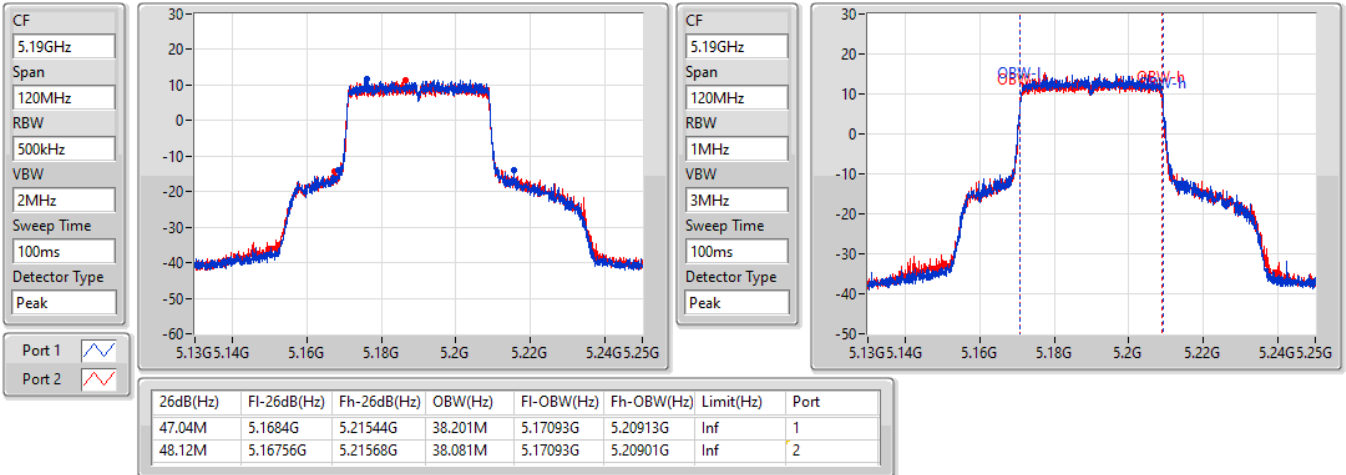 CF
5.19GHz
Span
120MHz
RBW
500kHz
VBW
2MHz
Sweep Time
100ms
Detector Type
Peak
Port 1
Port 2
30
20
10
0
-10
-20
-30
-40
-50
-60
5.13G 5.14G 5.16G 5.18G 5.2G 5.22G 5.24G 5.25G
CF
5.19GHz
Span
120MHz
RBW
1MHz
VBW
3MHz
Sweep Time
100ms
Detector Type
Peak
30
20
10
0
-10
-20
-30
-40
-50
OBW-l
OBW-h
5.13G 5.14G 5.16G 5.18G 5.2G 5.22G 5.24G 5.25G
26dB(Hz) Fl-26dB(Hz) Fh-26dB(Hz) OBW(Hz) Fl-OBW(Hz) Fh-OBW(Hz) Limit(Hz) Port
47.04M 5.1684G 5.21544G 38.201M 5.17093G 5.20913G Inf 1
48.12M 5.16756G 5.21568G 38.081M 5.17093G 5.20901G Inf 2